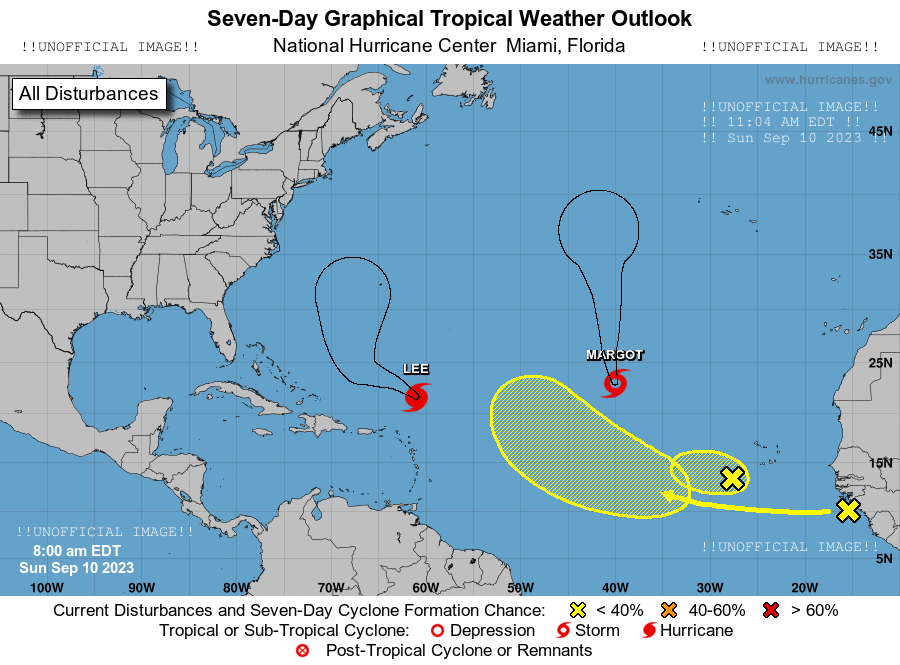 Seven-Day Graphical Tropical Weather Outlook
!!UNOFFICIAL IMAGE!! National Hurricane Center Miami, Florida !!UNOFFICIAL IMAGE!!
All Disturbances
www.hurricanes.gov
!!UNOFFICIAL IMAGE!!
!! 11:04 AM EDT !!
!! Sun Sep 10 2023 !!
45N
35N
MARGOT
LEE
25N
15N
!!UNOFFICIAL IMAGE!!
8:00 am EDT
Sun Sep 10 2023
!!UNOFFICIAL IMAGE!!
5N
100W 90W 80W 70W 60W 50W 40W 30W 20W
Current Disturbances and Seven-Day Cyclone Formation Chance: < 40% 40-60% > 60%
Tropical or Sub-Tropical Cyclone: Depression Storm Hurricane
Post-Tropical Cyclone or Remnants